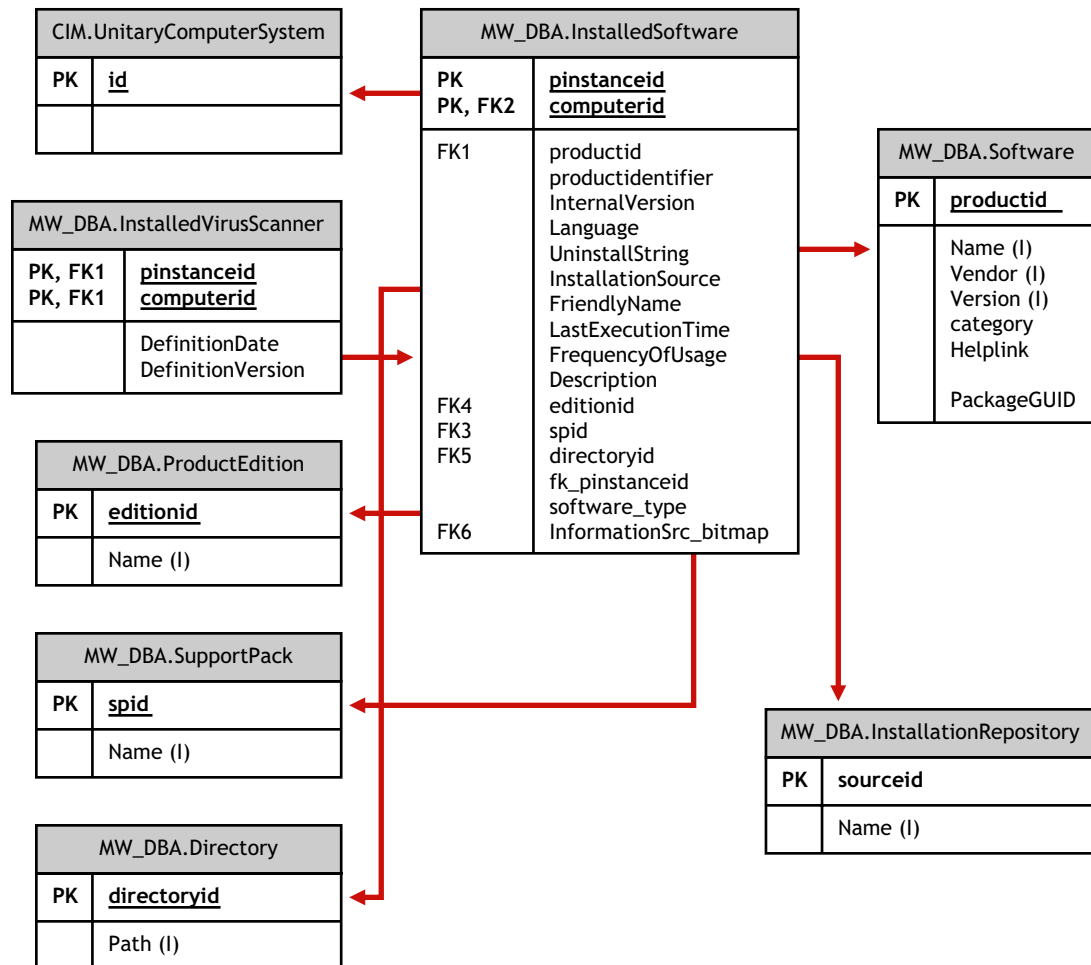 CIM.UnitaryComputerSystem
PK id
MW_DBA.InstalledSoftware
PK pinstanceid
PK, FK2 computerid
FK1 productid
productidentifier
InternalVersion
Language
UninstallString
InstallationSource
FriendlyName
LastExecutionTime
FrequencyOfUsage
Description
FK4 editionid
FK3 spid
FK5 directoryid
fk_pinstanceid
software_type
FK6 InformationSrc_bitmap
MW_DBA.Software
PK productid
Name (I)
Vendor (I)
Version (I)
category
Helplink
PackageGUID
MW_DBA.InstalledVirusScanner
PK, FK1 pinstanceid
PK, FK1 computerid
DefinitionDate
DefinitionVersion
MW_DBA.ProductEdition
PK editionid
Name (I)
MW_DBA.SupportPack
PK spid
Name (I)
MW_DBA.InstallationRepository
PK sourceid
Name (I)
MW_DBA.Directory
PK directoryid
Path (I)